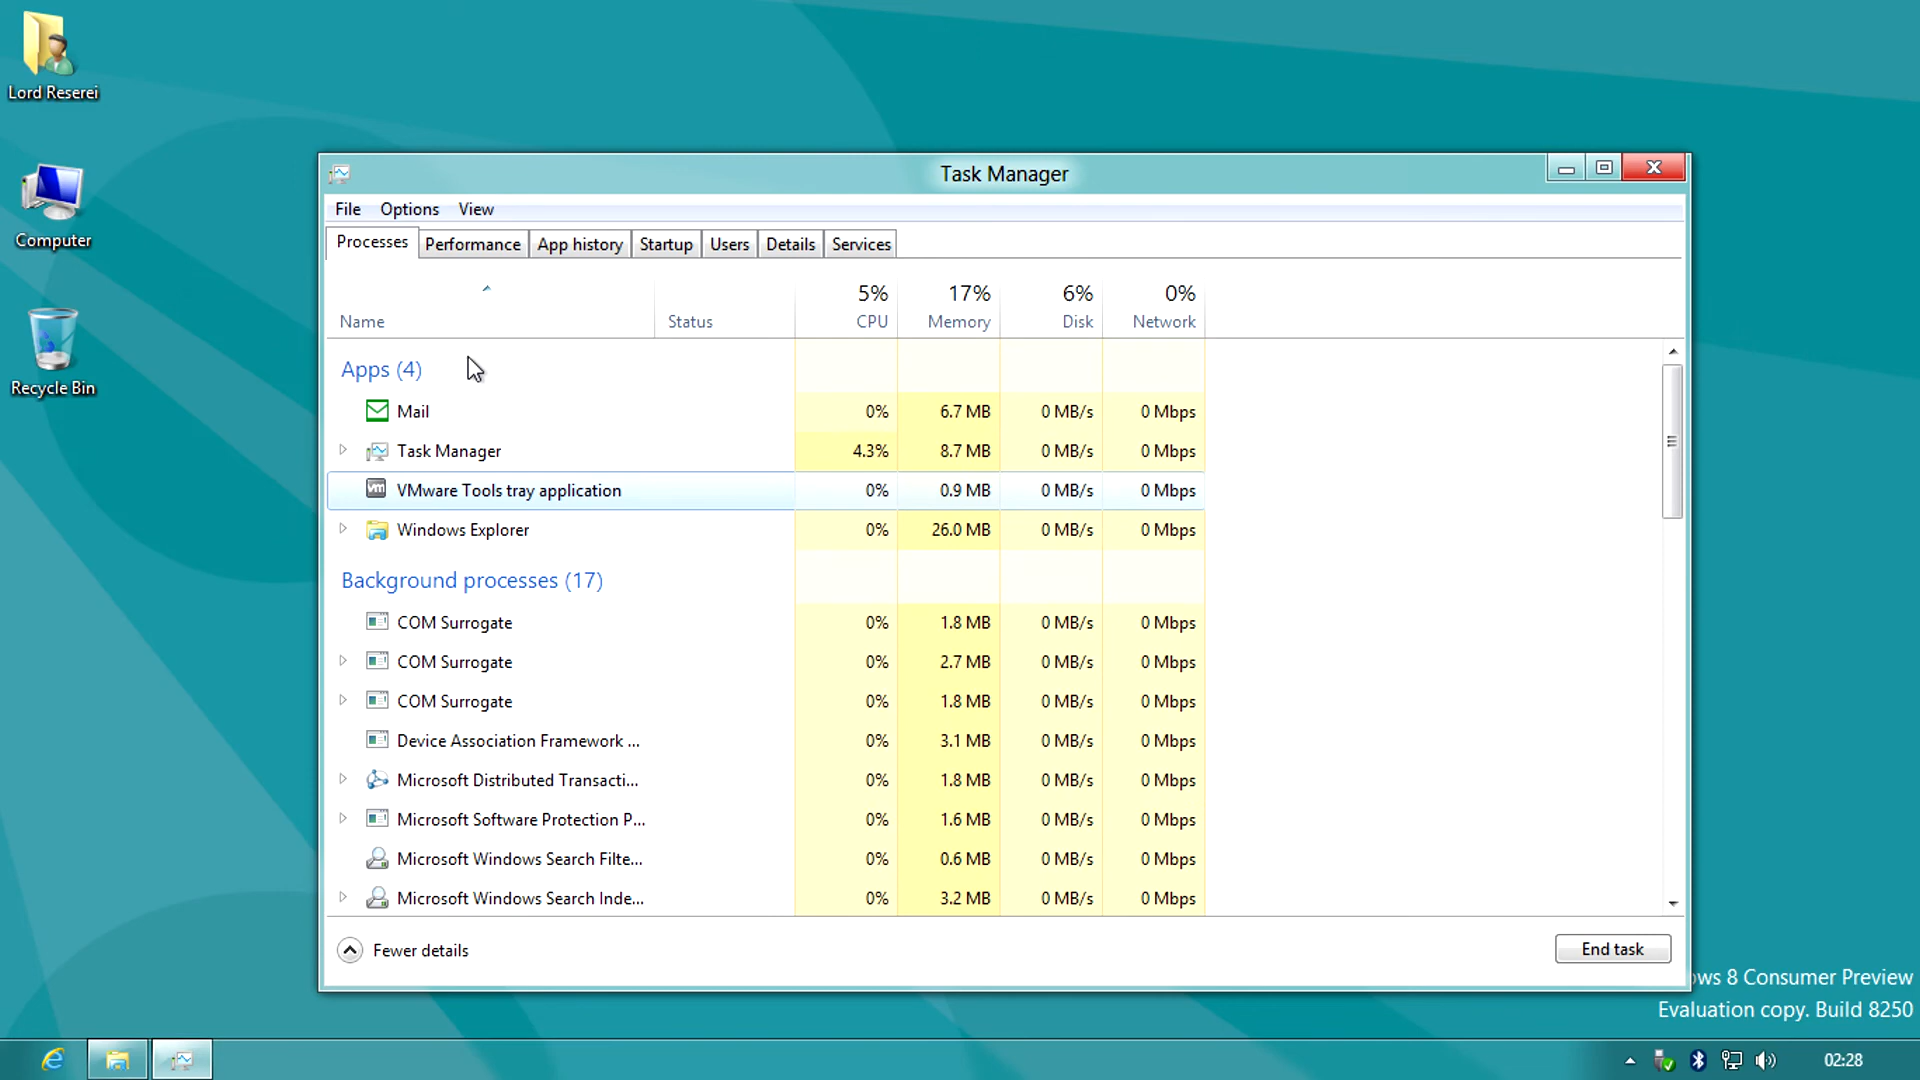 Lord Reserei
Computer
Recycle Bin
Task Manager
File Options View
Processes Performance App history Startup Users Details Services
5% 17% 6% 0%
Name Status CPU Memory Disk Network
Apps (4)
Mail 0% 6.7 MB 0 MB/s 0 Mbps
Task Manager 4.3% 8.7 MB 0 MB/s 0 Mbps
vm VMware Tools tray application 0% 0.9 MB 0 MB/s 0 Mbps
Windows Explorer 0% 26.0 MB 0 MB/s 0 Mbps
Background processes (17)
COM Surrogate 0% 1.8 MB 0 MB/s 0 Mbps
COM Surrogate 0% 2.7 MB 0 MB/s 0 Mbps
COM Surrogate 0% 1.8 MB 0 MB/s 0 Mbps
Device Association Framework ... 0% 3.1 MB 0 MB/s 0 Mbps
Microsoft Distributed Transacti... 0% 1.8 MB 0 MB/s 0 Mbps
Microsoft Software Protection P... 0% 1.6 MB 0 MB/s 0 Mbps
Microsoft Windows Search Filte... 0% 0.6 MB 0 MB/s 0 Mbps
Microsoft Windows Search Inde... 0% 3.2 MB 0 MB/s 0 Mbps
Fewer details End task
ows 8 Consumer Preview
Evaluation copy. Build 8250
02:28